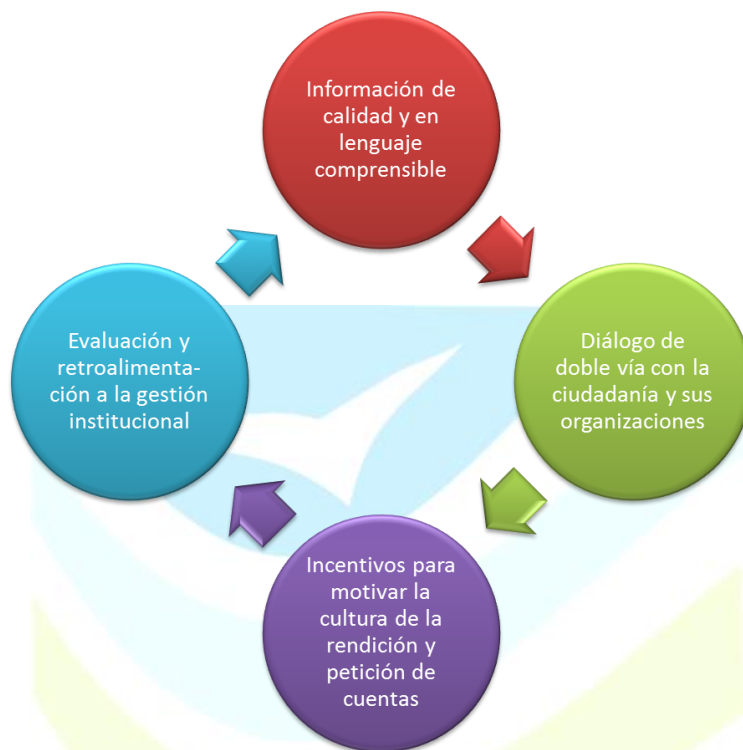 Información de
calidad y en
lenguaje
comprensible
Diálogo de
doble vía con la
ciudadanía y sus
organizaciones
Incentivos para
motivar la
cultura de la
rendición y
petición de
cuentas
Evaluación y
retroalimenta-
ción a la gestión
institucional